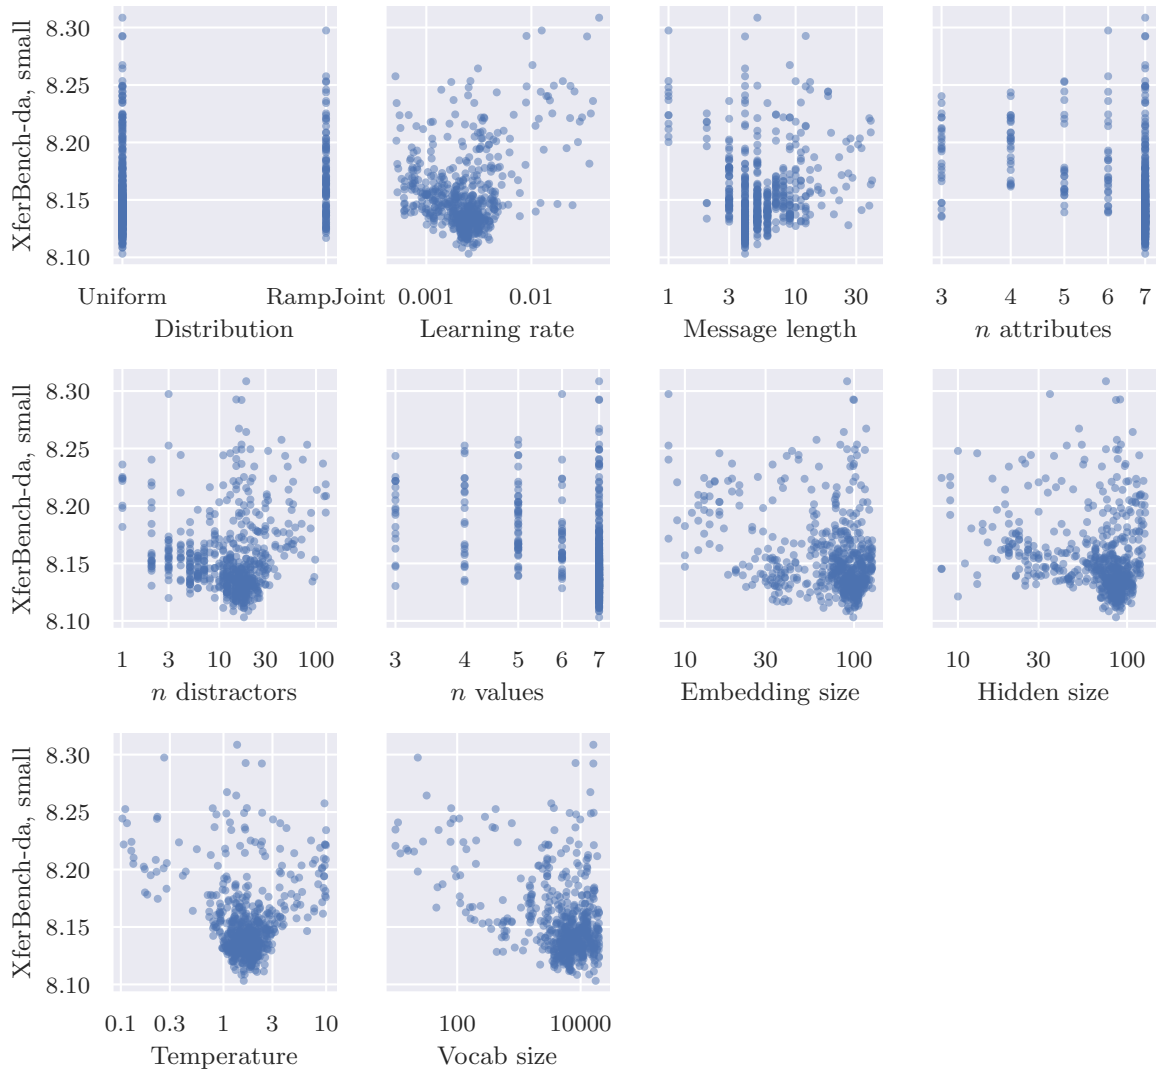 XferBench-da, small
8.30
8.25
8.20
8.15
8.10
Uniform RampJoint 0.001 0.01 1 3 10 30 3 4 5 6 7
Distribution Learning rate Message length n attributes
XferBench-da, small
8.30
8.25
8.20
8.15
8.10
1 3 10 30 100 3 4 5 6 7 10 30 100 10 30 100
n distractors n values Embedding size Hidden size
XferBench-da, small
8.30
8.25
8.20
8.15
8.10
0.1 0.3 1 3 10 100 10000
Temperature Vocab size